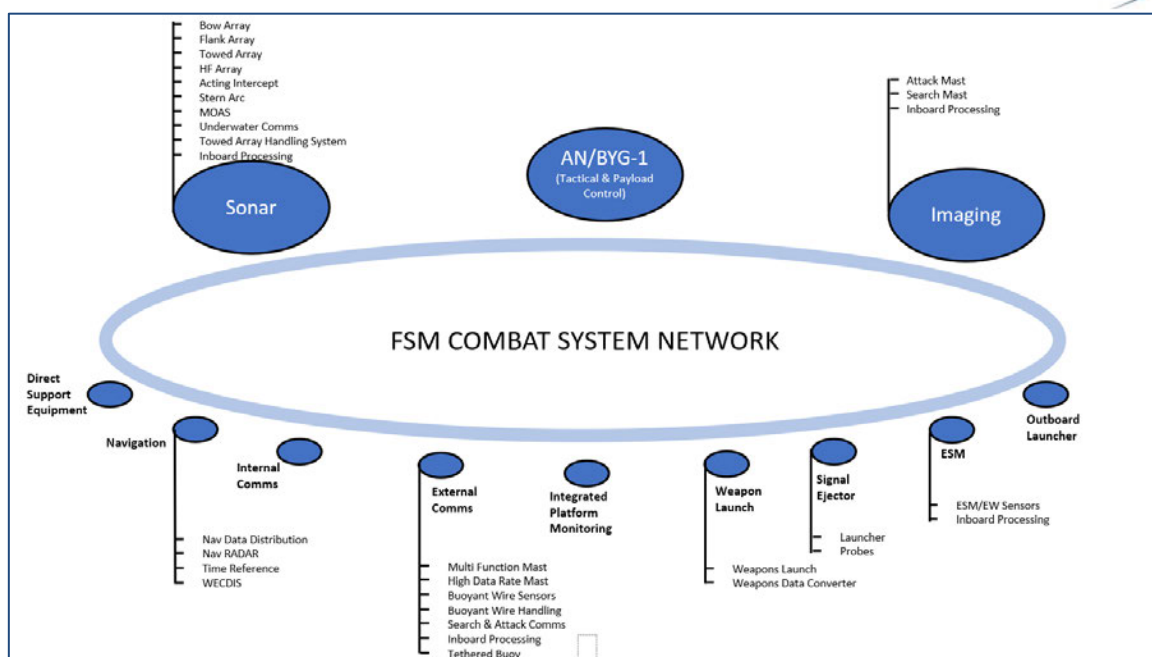 Bow Array
Flank Array
Towed Array
HF Array
Acting Intercept
Stern Arc
MOAS
Underwater Comms
Towed Array Handling System
Inboard Processing
Sonar
AN/BYG-1
(Tactical & Payload
Control)
Attack Mast
Search Mast
Inboard Processing
Imaging
FSM COMBAT SYSTEM NETWORK
Direct
Support
Equipment
Navigation
Nav Data Distribution
Nav RADAR
Time Reference
WECDIS
Internal
Comms
External
Comms
Multi Function Mast
High Data Rate Mast
Buoyant Wire Sensors
Buoyant Wire Handling
Search & Attack Comms
Inboard Processing
Tethered Buoy
Integrated
Platform
Monitoring
Weapon
Launch
Weapons Launch
Weapons Data Converter
Signal
Ejector
Launcher
Probes
ESM
ESM/EW Sensors
Inboard Processing
Outboard
Launcher